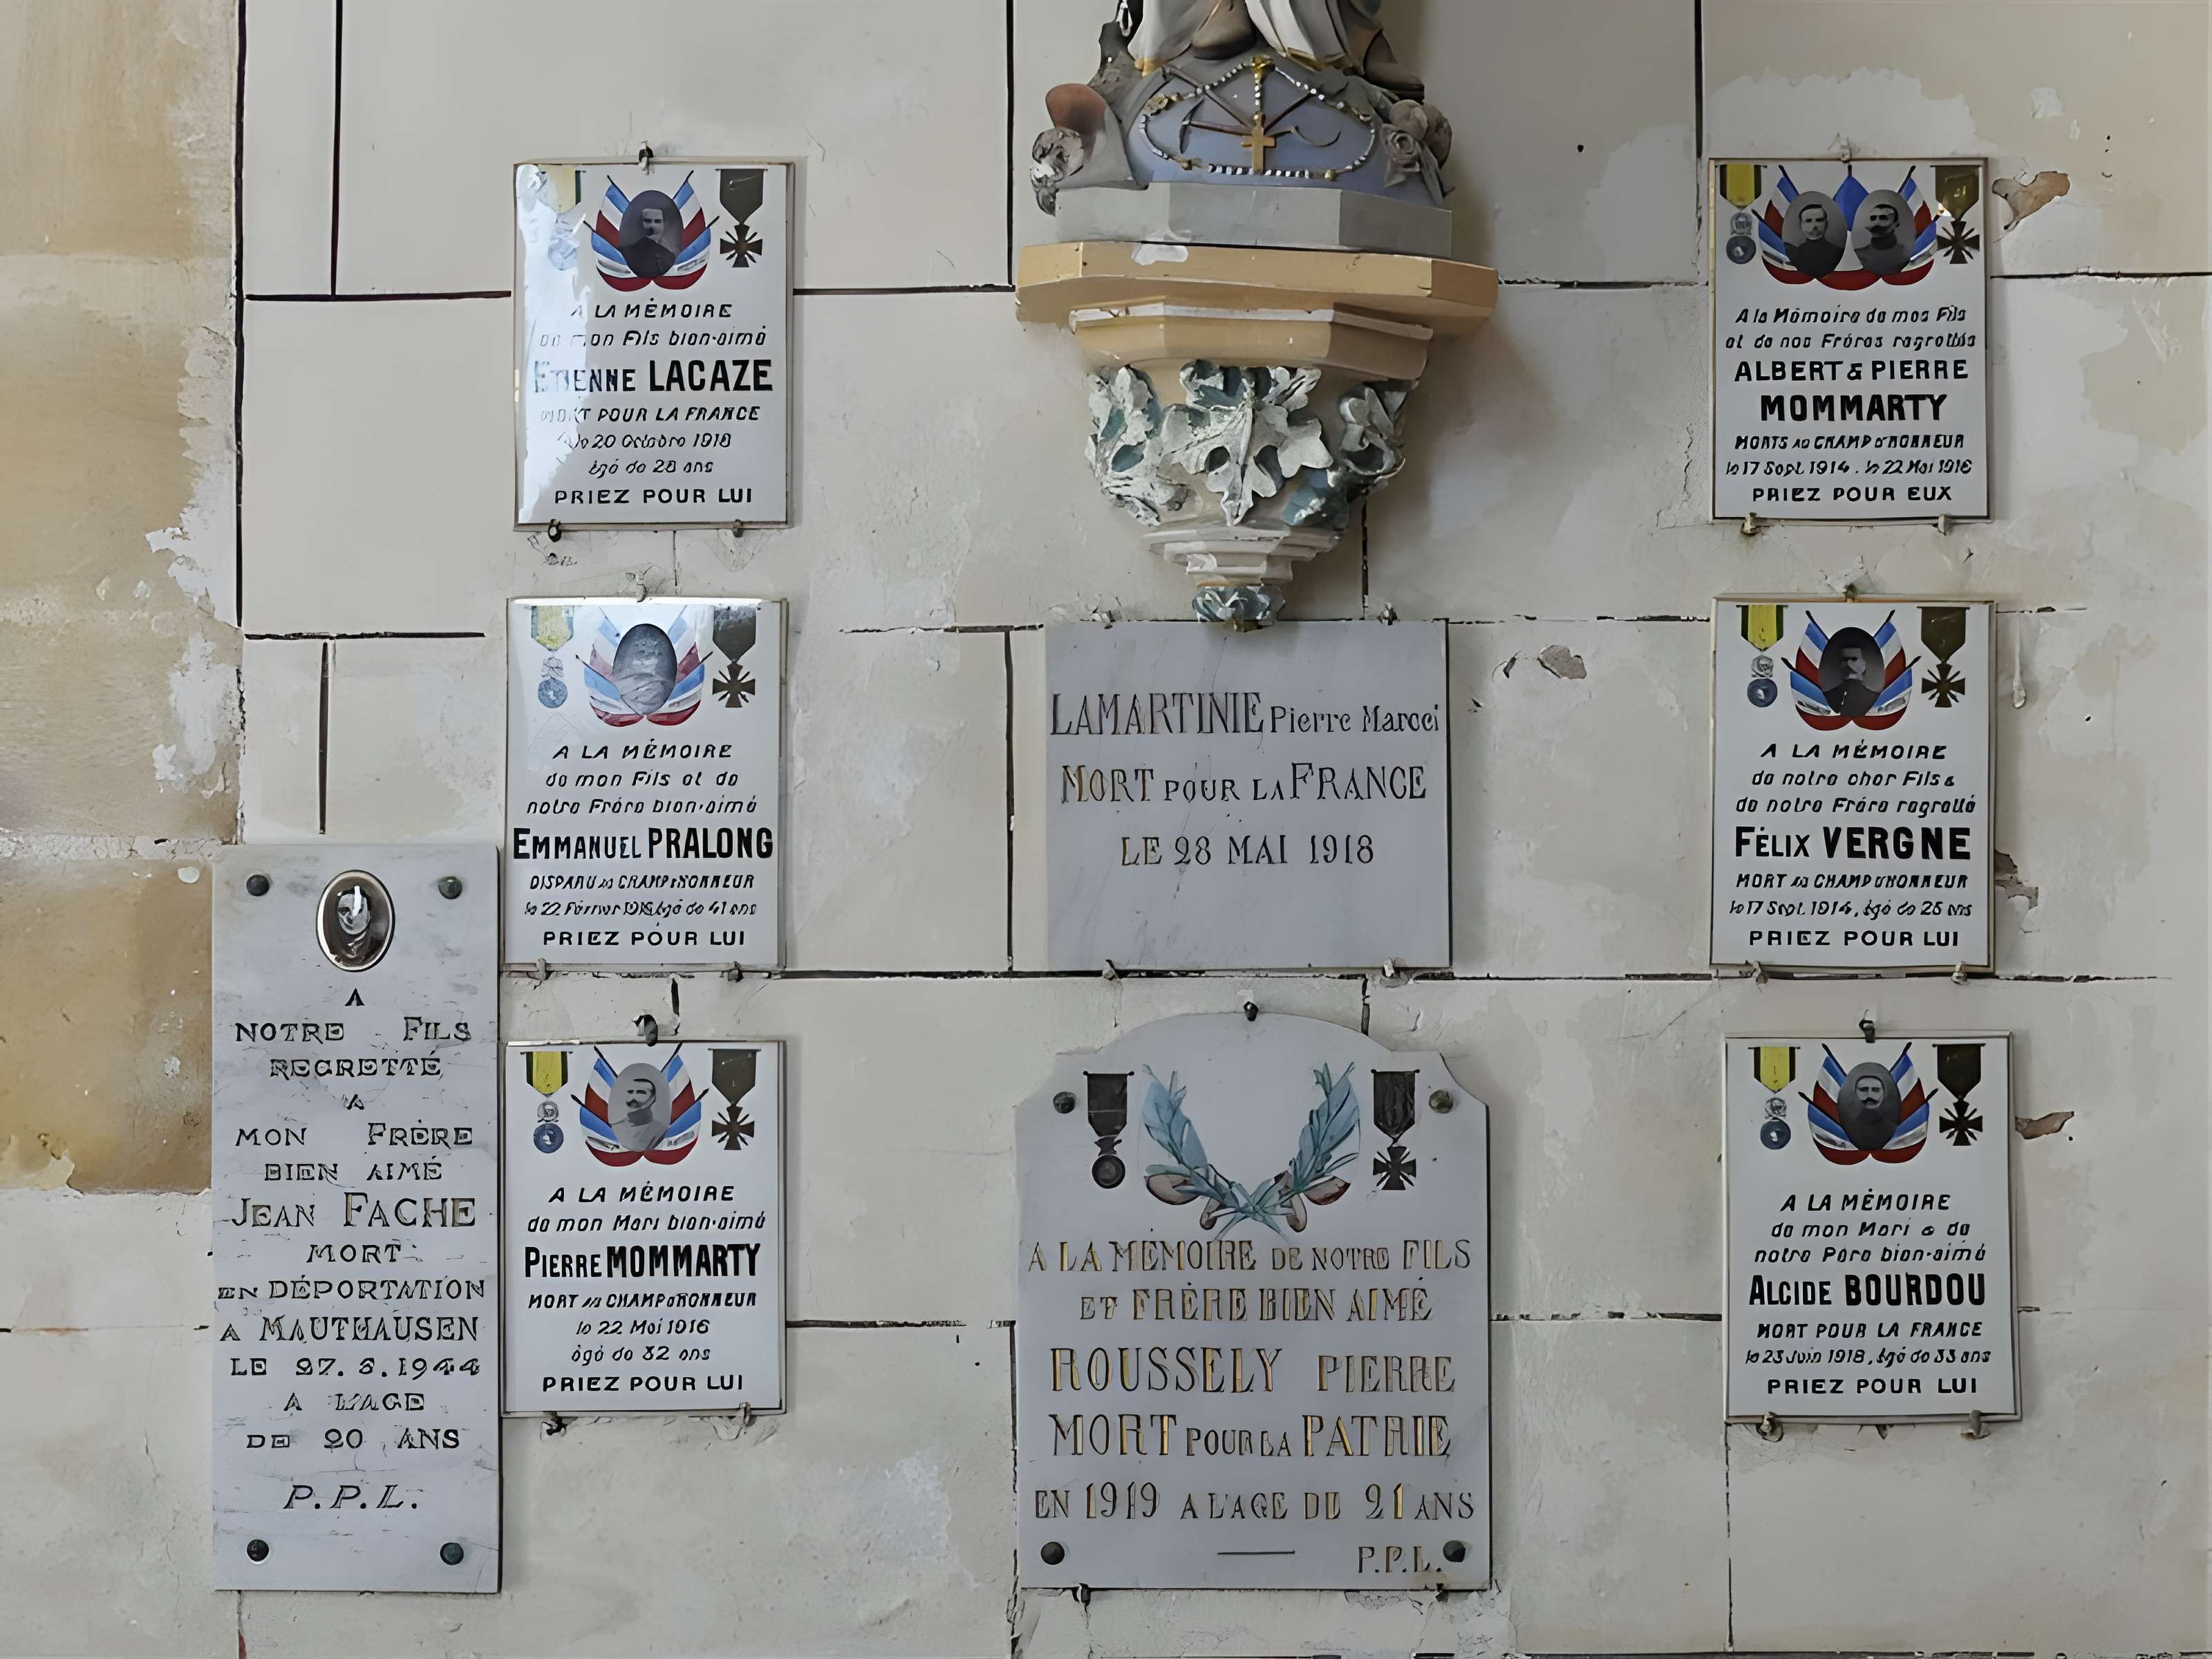 A LA MÉMOIRE
de mon Fils bien-aimé
ETIENNE LACAZE
MORT POUR LA FRANCE
le 20 Octobre 1918
âgé de 28 ans
PRIEZ POUR LUI
A LA MÉMOIRE
de mon Fils et de
notre Frère bien-aimé
EMMANUEL PRALONG
DISPARU AU CHAMP D'HONNEUR
le 22 Février âgé de 41 ans
PRIEZ POUR LUI
A
NOTRE FILS
REGRETTÉ
A
MON FRÈRE
BIEN AIMÉ
JEAN FACHE
MORT
EN DÉPORTATION
A MAUTHAUSEN
LE 1944
A L'AGE
DE 20 ANS
P.P.L.
A LA MÉMOIRE
de mon Mari bien-aimé
PIERRE MOMMARTY
MORT AU CHAMP D'HONNEUR
le 22 Mai 1916
âgé de 32 ans
PRIEZ POUR LUI
LAMARTINIE Pierre
MORT POUR LA FRANCE
LE 28 MAI 1918
A LA MÉMOIRE DE NOTRE FILS
ET FRÈRE BIEN AIMÉ
ROUSSELY PIERRE
MORT POUR LA PATRIE
EN 1919 A L'AGE DE 21 ANS
P.P.L.
A la Mémoire de mes Fils
et de nos Frères regrettés
ALBERT & PIERRE
MOMMARTY
MORTS AU CHAMP D'HONNEUR
le 17 Sept. 1914. le 22 Mai 1916
PRIEZ POUR EUX
A LA MÉMOIRE
de notre cher Fils &
de notre Frère regretté
FÉLIX VERGNE
MORT AU CHAMP D'HONNEUR
le 17 Sept. 1914, âgé de 25 ans
PRIEZ POUR LUI
A LA MÉMOIRE
de mon Mari & de
notre Père bien-aimé
ALCIDE BOURDOU
MORT POUR LA FRANCE
le 23 Juin 1918, âgé de 33 ans
PRIEZ POUR LUI